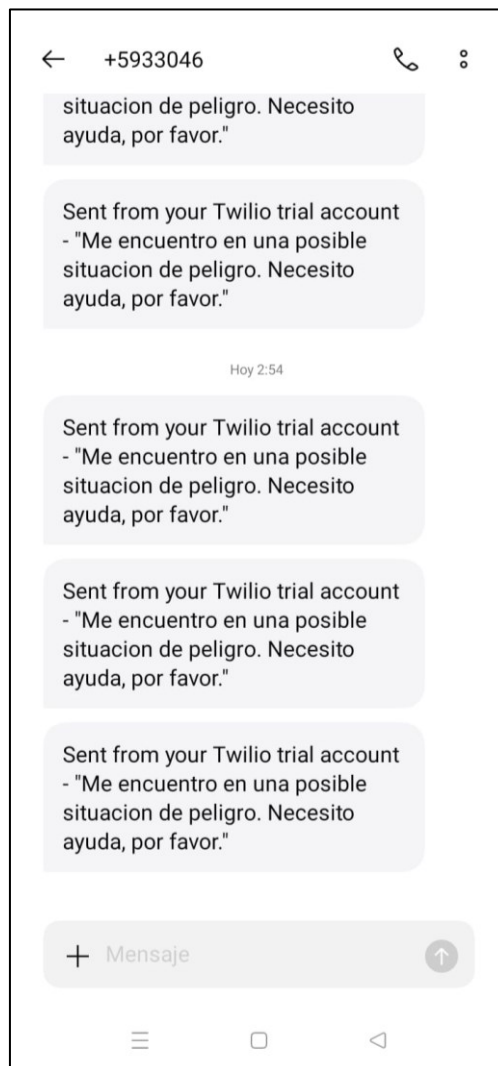 +5933046
situacion de peligro. Necesito
ayuda, por favor."
Sent from your Twilio trial account
- "Me encuentro en una posible
situacion de peligro. Necesito
ayuda, por favor."
Hoy 2:54
Sent from your Twilio trial account
- "Me encuentro en una posible
situacion de peligro. Necesito
ayuda, por favor."
Sent from your Twilio trial account
- "Me encuentro en una posible
situacion de peligro. Necesito
ayuda, por favor."
Sent from your Twilio trial account
- "Me encuentro en una posible
situacion de peligro. Necesito
ayuda, por favor."
Mensaje